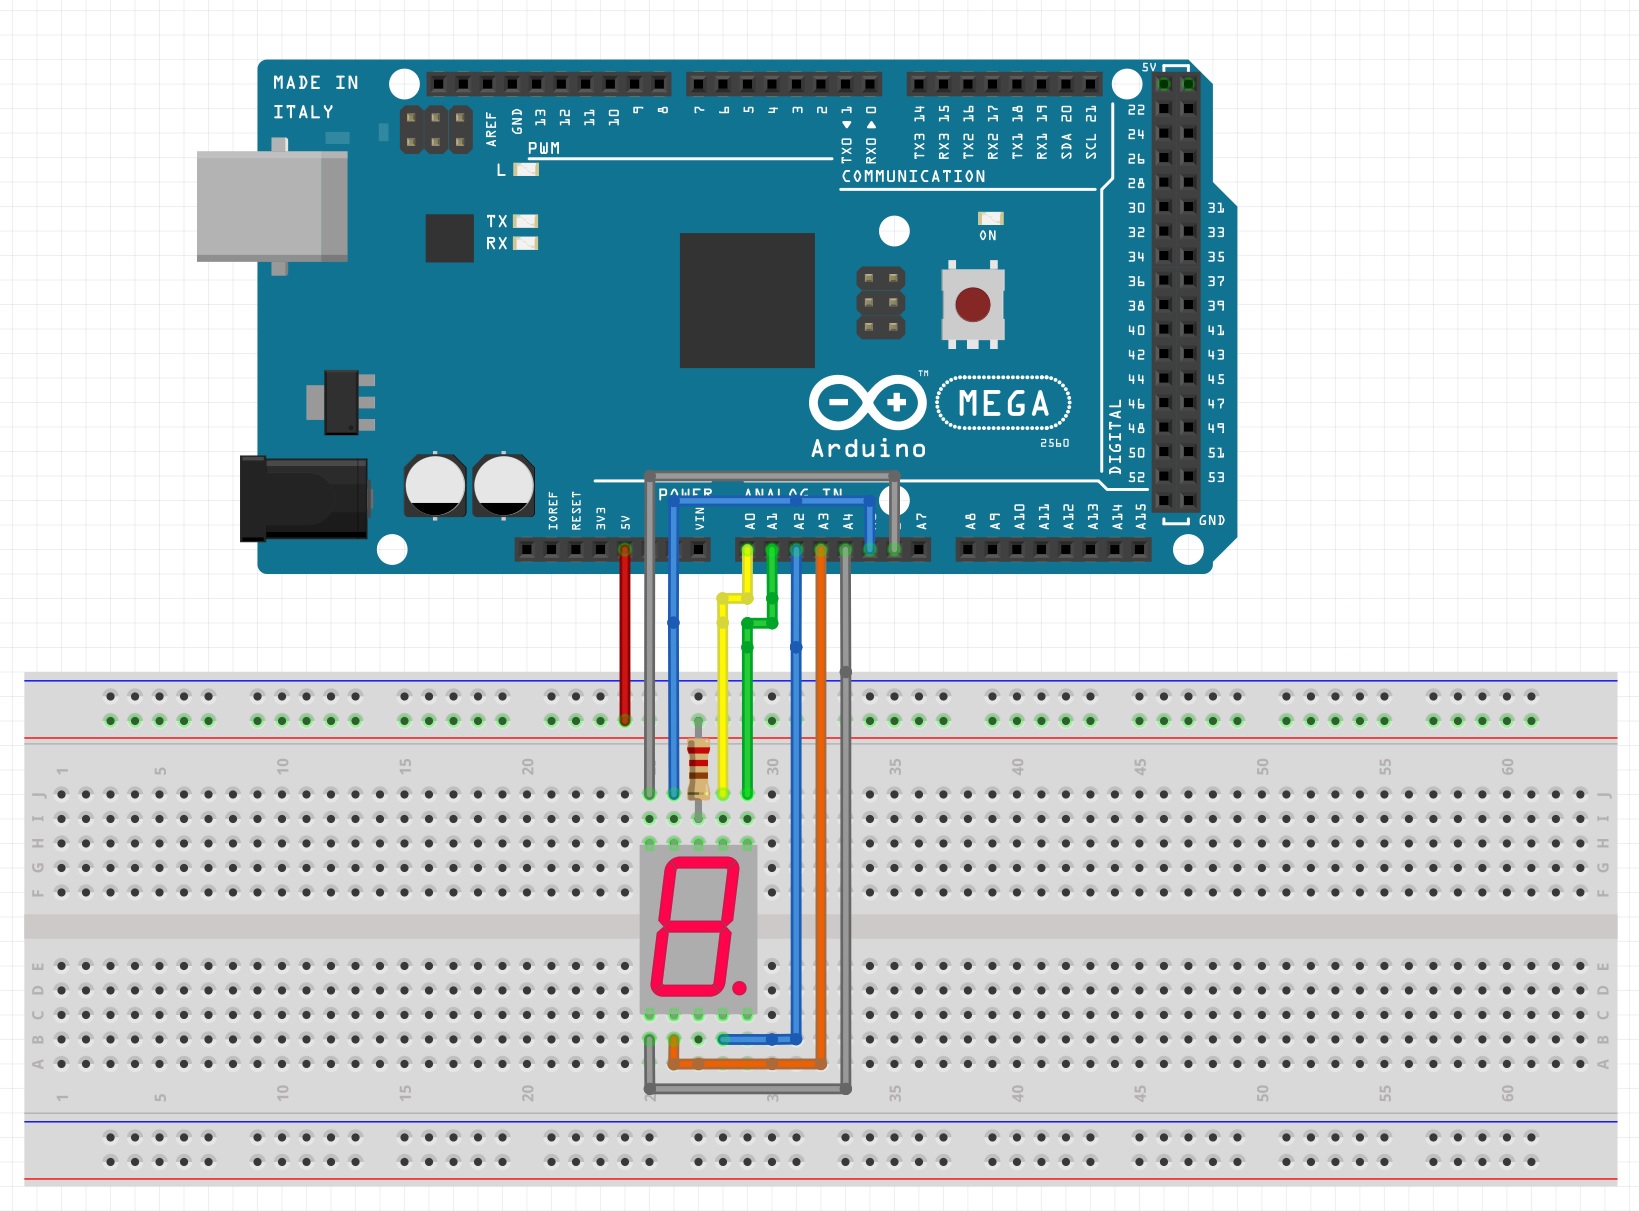 MADE IN
ITALY
5V
AREF GND 13 12 11 10 9 8 7 6 5 4 3 2 TX0 1 RX0 0 TX3 14 RX3 15 TX2 16 RX2 17 TX1 18 RX1 19 SDA 20 SCL 21
PWM
COMMUNICATION
L
TX
RX
ON
22
24
26
28
30 31
32 33
34 35
36 37
38 39
40 41
42 43
44 45
46 47
48 49
50 51
52 53
GND
DIGITAL
TM
MEGA
2560
Arduino
POWER ANALOG IN
IOREF RESET 3V3 5V VIN A0 A1 A2 A3 A4 A7 A8 A9 A10 A11 A12 A13 A14 A15
1 5 10 15 20 30 35 40 45 50 55 60
J J
I I
H H
G G
F F
E E
D D
C C
B B
A A
1 5 10 15 20 35 40 45 50 55 60